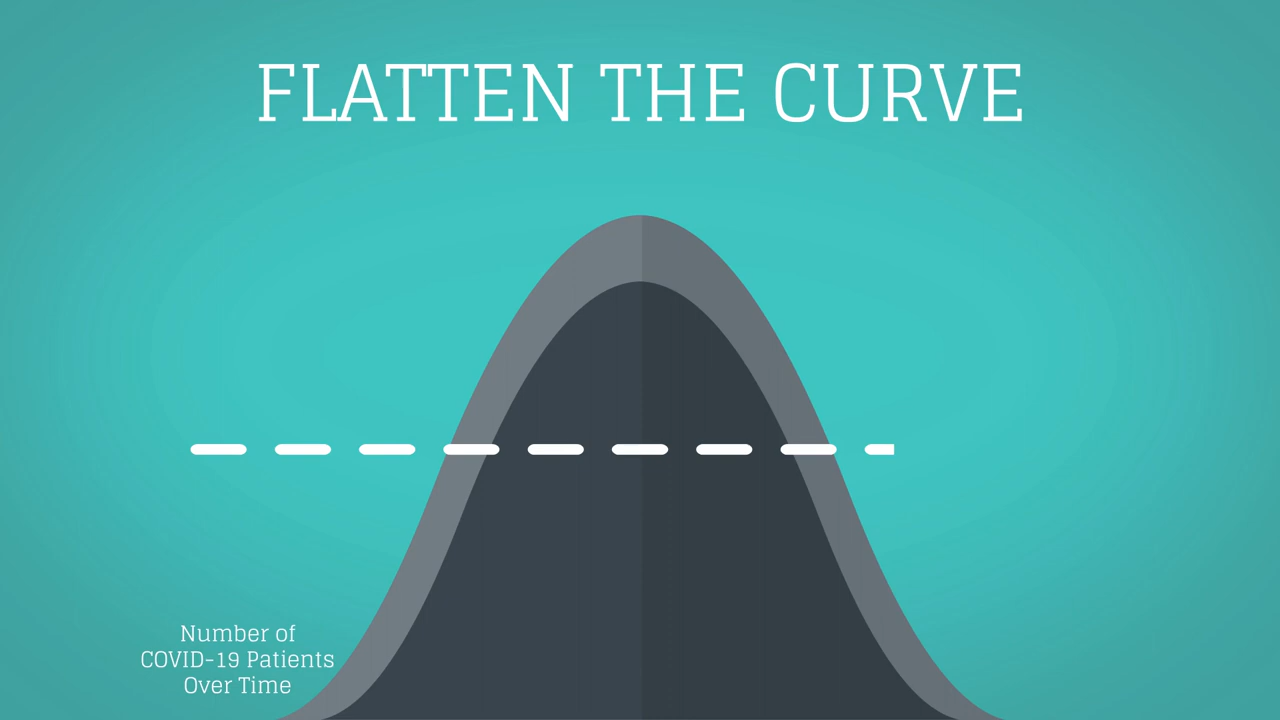 FLATTEN THE CURVE
Number of
COVID-19 Patients
Over Time